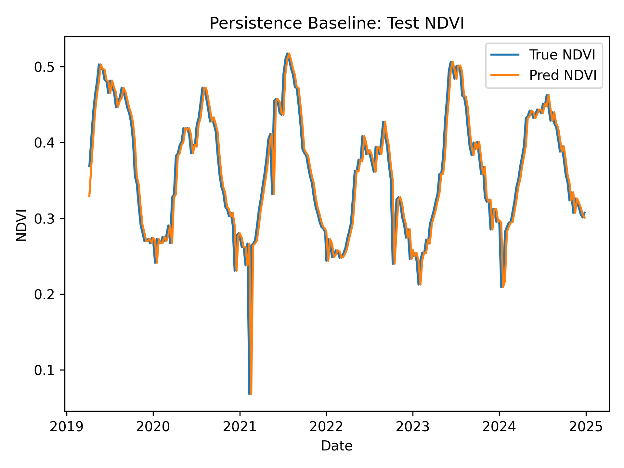 Persistence Baseline: Test NDVI
True NDVI
Pred NDVI
0.5
0.4
0.3
0.2
0.1
NDVI
2019 2020 2021 2022 2023 2024 2025
Date